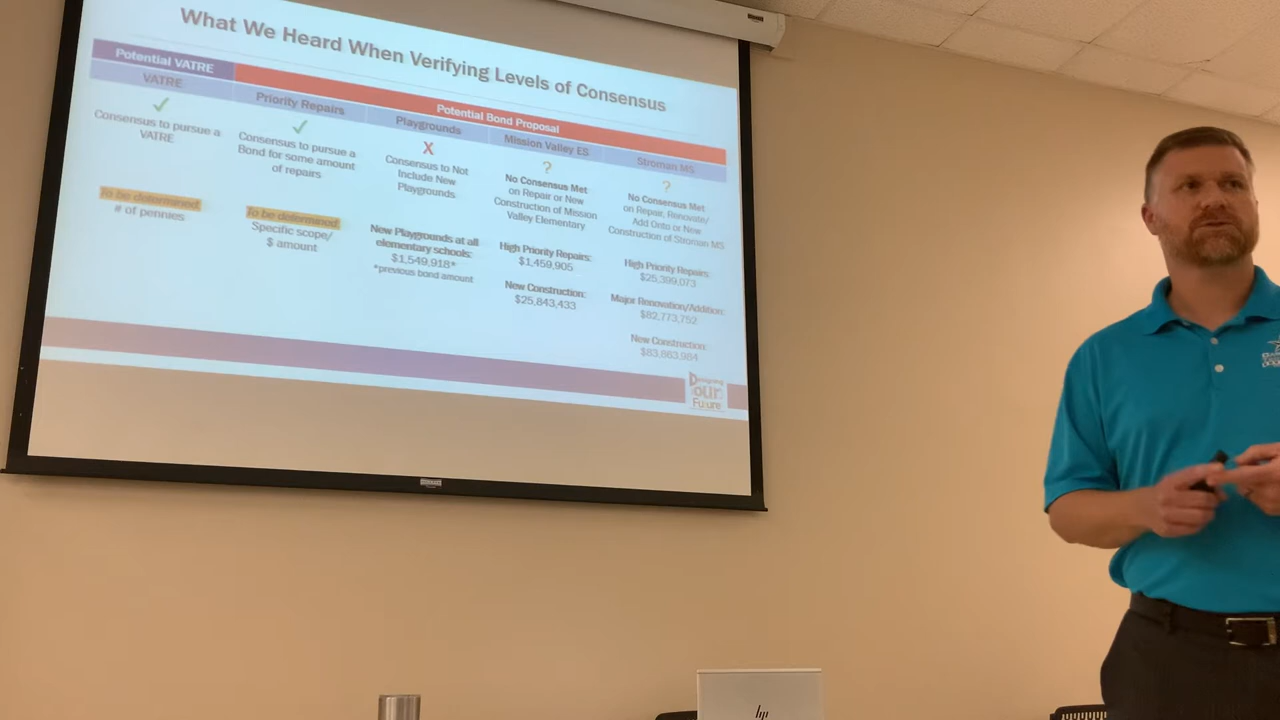 What We Heard When Verifying Levels of Consensus
Potential VATRE
Potential Bond Proposal
VATRE
Consensus to pursue a
VATRE
To be determined
# of pennies
Priority Repairs
Consensus to pursue a
Bond for some amount
of repairs
To be determined
Specific scope/
$ amount
Playgrounds
X
Consensus to Not
Include New
Playgrounds
New Playgrounds at all
elementary schools:
$1,549,918*
*previous bond amount
Mission Valley ES
?
No Consensus Met
on Repair or New
Construction of Mission
Valley Elementary
High Priority Repairs:
$1,459,905
New Construction:
$25,843,433
Stroman MS
?
No Consensus Met
on Repair, Renovate/
Add Onto or New
Construction of Stroman MS
High Priority Repairs:
$25,399,073
Major Renovation/Addition:
$82,773,752
New Construction:
$83,863,984
Designing
our
Future
hp